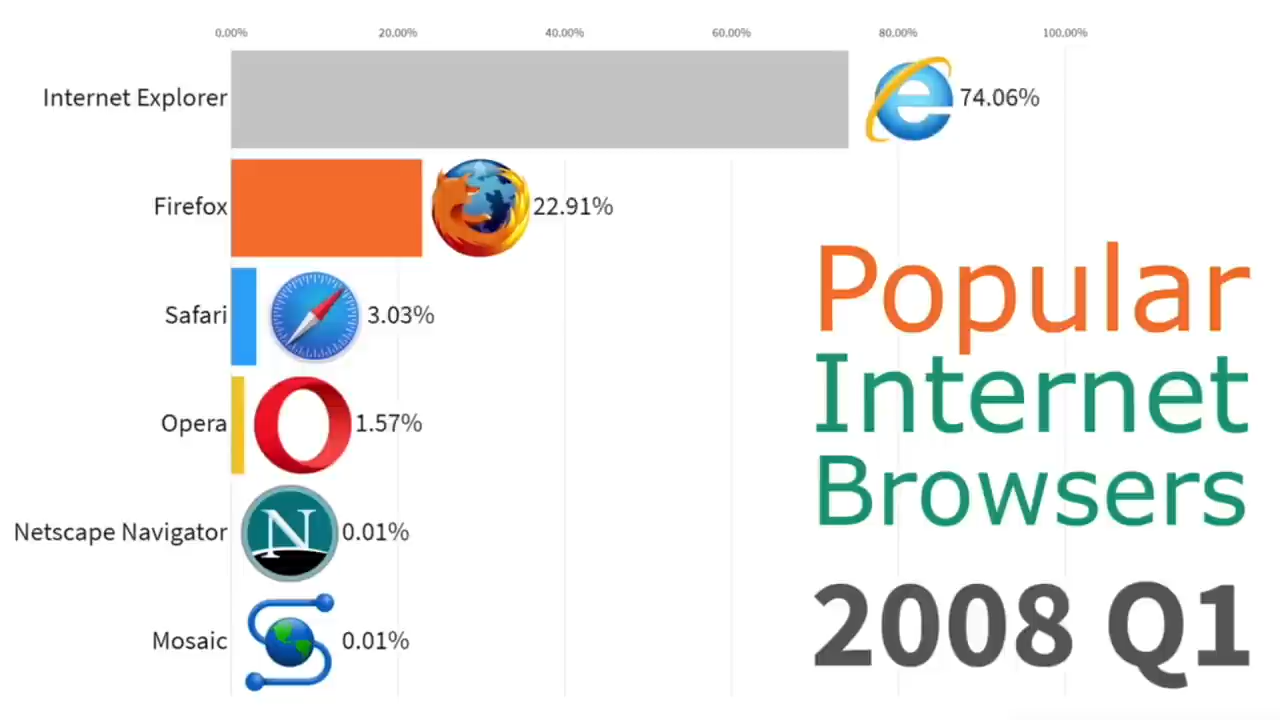 0.00% 20.00% 40.00% 60.00% 80.00% 100.00%
Internet Explorer 74.06%
Firefox 22.91%
Safari 3.03%
Opera 1.57%
Netscape Navigator N 0.01%
Mosaic 0.01%
Popular
Internet
Browsers
2008 Q1